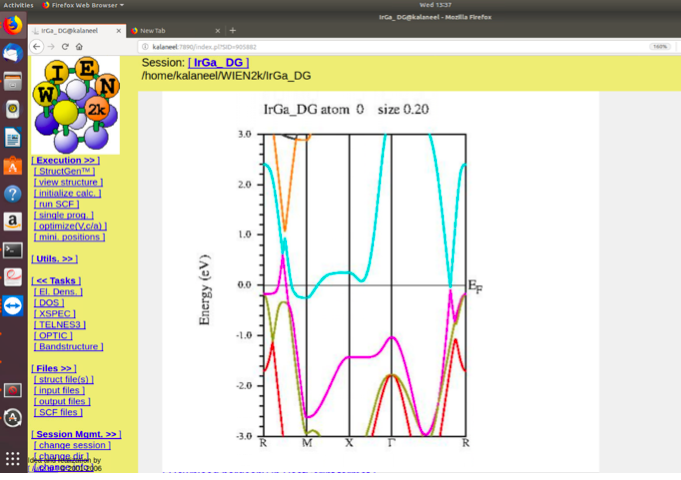 Activities Firefox Web Browser Wed 13:37
IrGa_DG@kalaneel - Mozilla Firefox
IrGa_DG@kalaneel New Tab
kalaneel:7890/index.pl?SID=905882 168%
W I E N 2k
Session: [ IrGa_DG ]
/home/kalaneel/WIEN2k/IrGa_DG
[ Execution >> ]
[ StructGen™ ]
[ view structure ]
[ initialize calc. ]
[ run SCF ]
[ single prog. ]
[ optimize(V,c/a) ]
[ mini. positions ]
[ Utils. >> ]
[ << Tasks ]
[ El. Dens. ]
[ DOS ]
[ XSPEC ]
[ TELNES3 ]
[ OPTIC ]
[ Bandstructure ]
[ Files >> ]
[ struct file(s) ]
[ input files ]
[ output files ]
[ SCF files ]
[ Session Mgmt. >> ]
[ change session ]
[ change dir ]
[ change info ]
IrGa_DG atom 0 size 0.20
Energy (eV)
3.0
2.0
1.0
0.0
-1.0
-2.0
-3.0
E_F
R M X Γ R